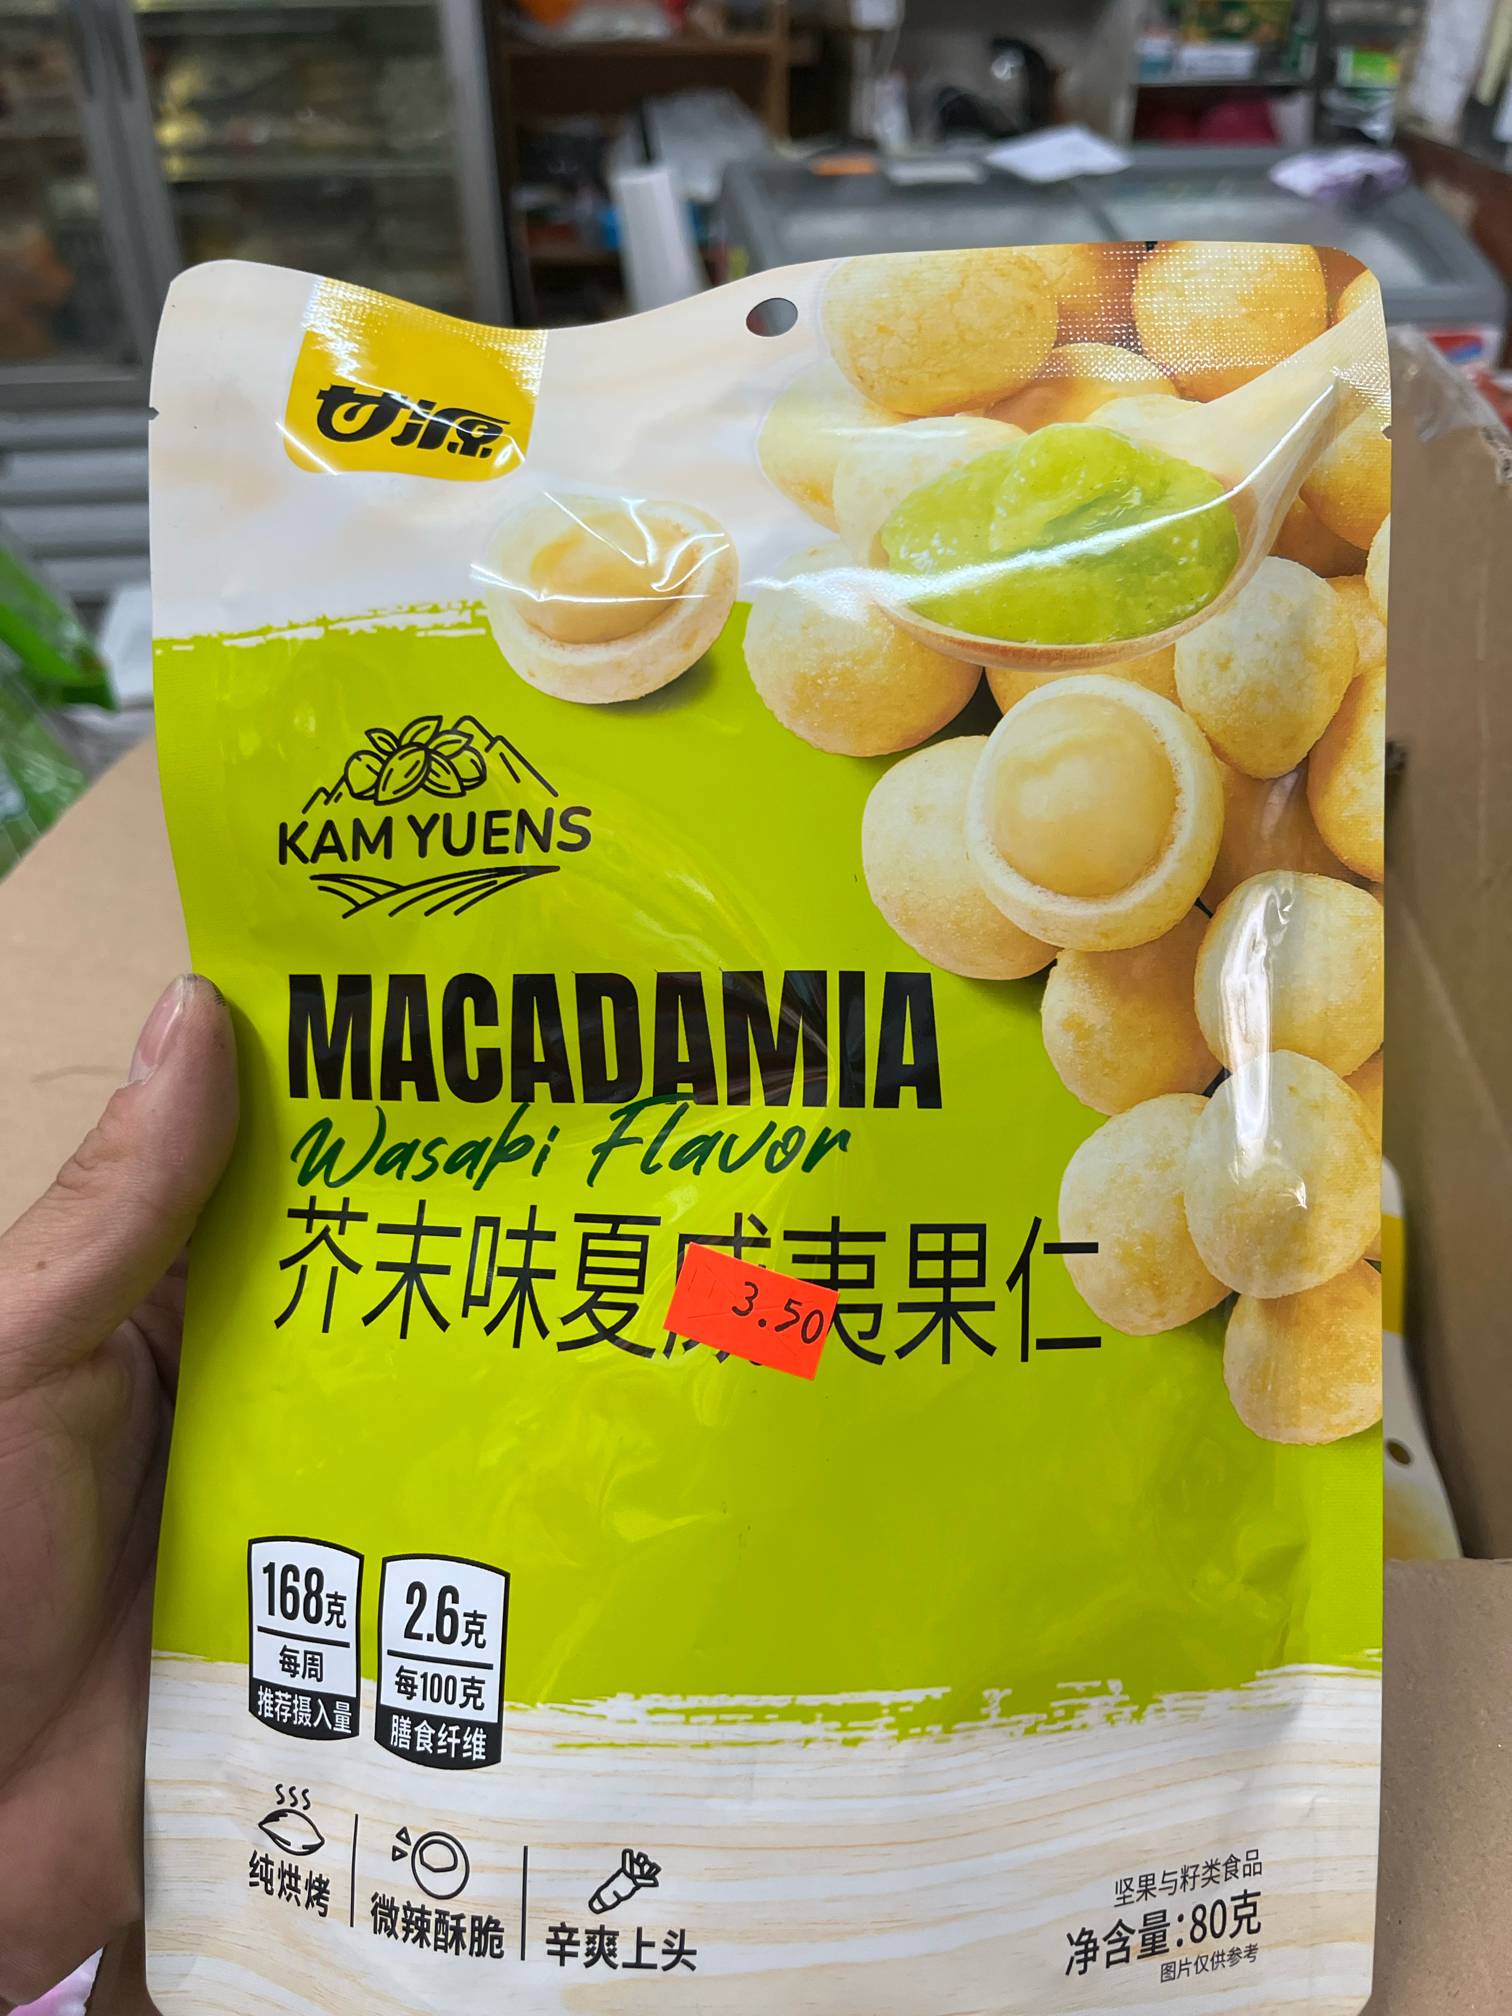 甘源
KAM YUENS
MACADAMIA
Wasabi Flavor
芥末味夏威夷果仁
3.50
168克
每周
推荐摄入量
2.6克
每100克
膳食纤维
纯烘烤
微辣酥脆
辛爽上头
坚果与籽类食品
净含量:80克
图片仅供参考